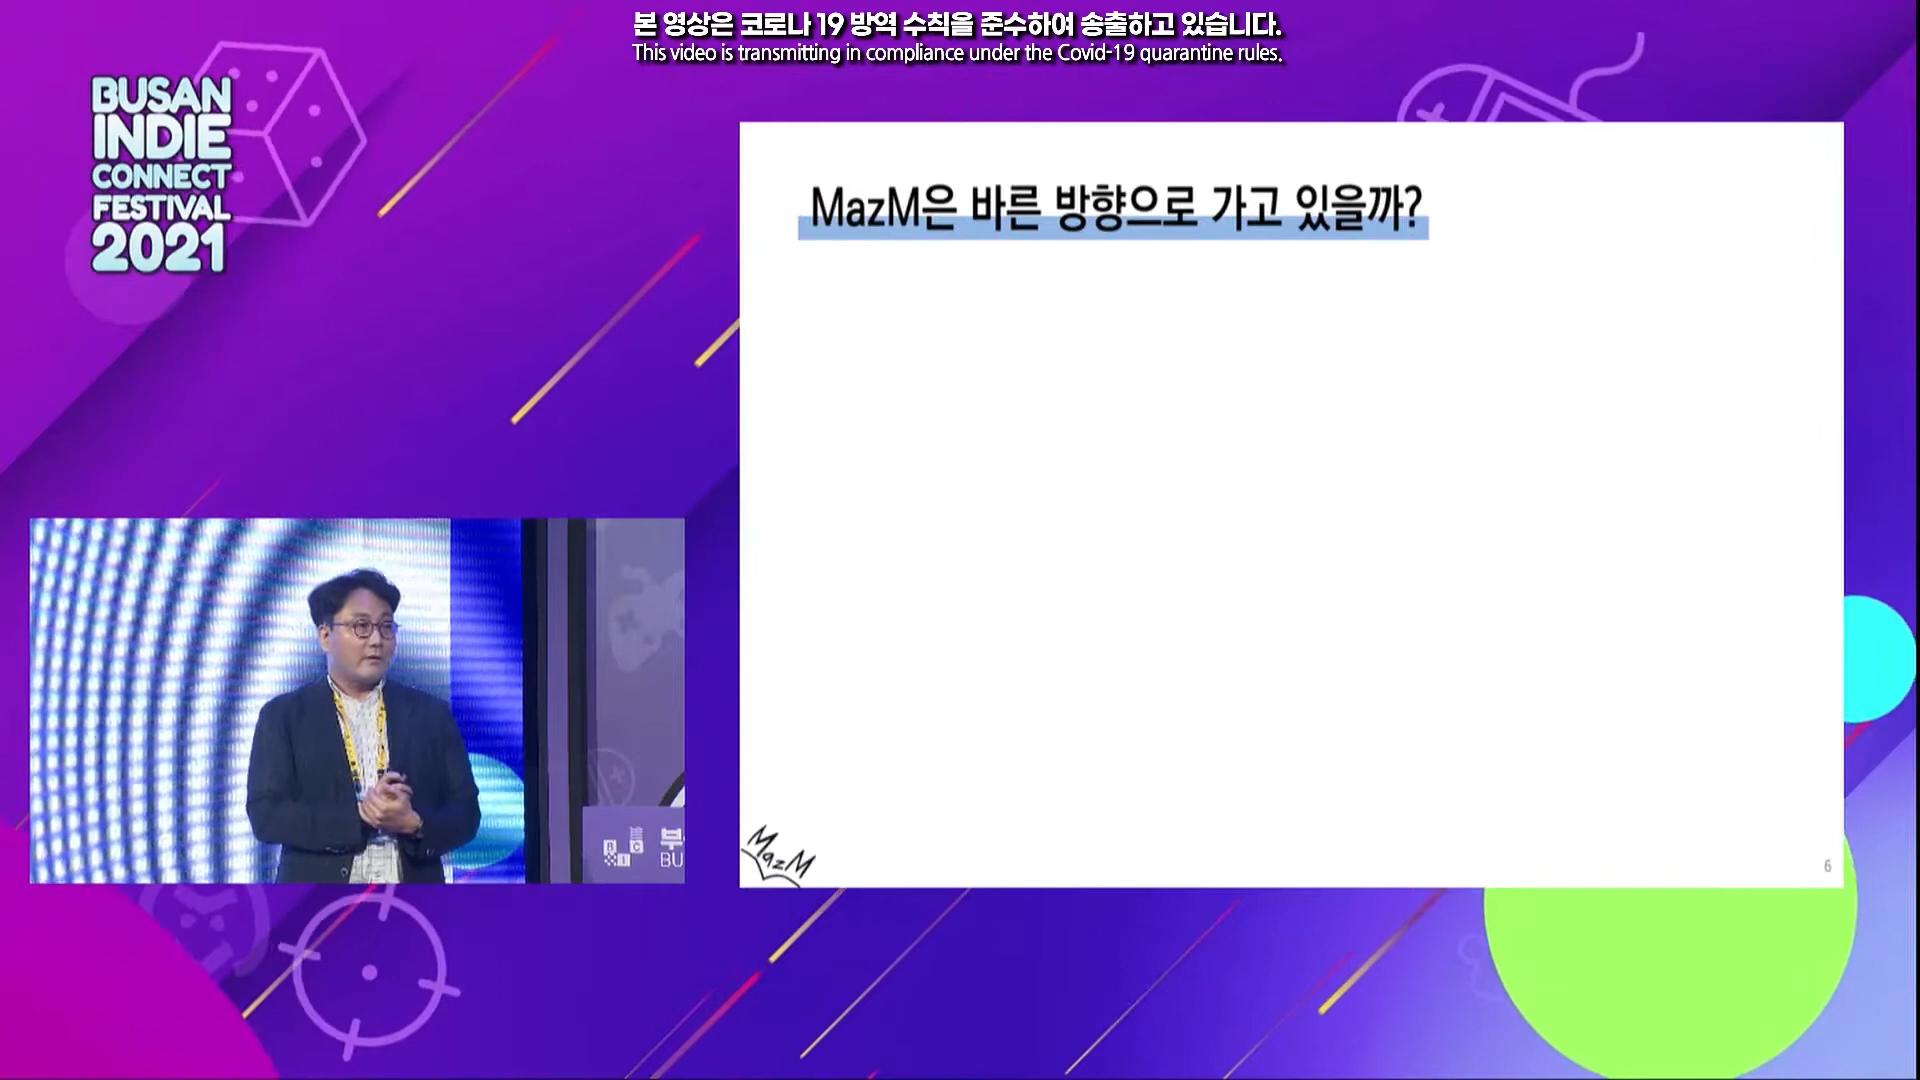 본 영상은 코로나 19 방역 수칙을 준수하여 송출하고 있습니다.
This video is transmitting in compliance under the Covid-19 quarantine rules.
BUSAN
INDIE
CONNECT
FESTIVAL
2021
MazM은 바른 방향으로 가고 있을까?
B
I
C
부
BU
MazM
6